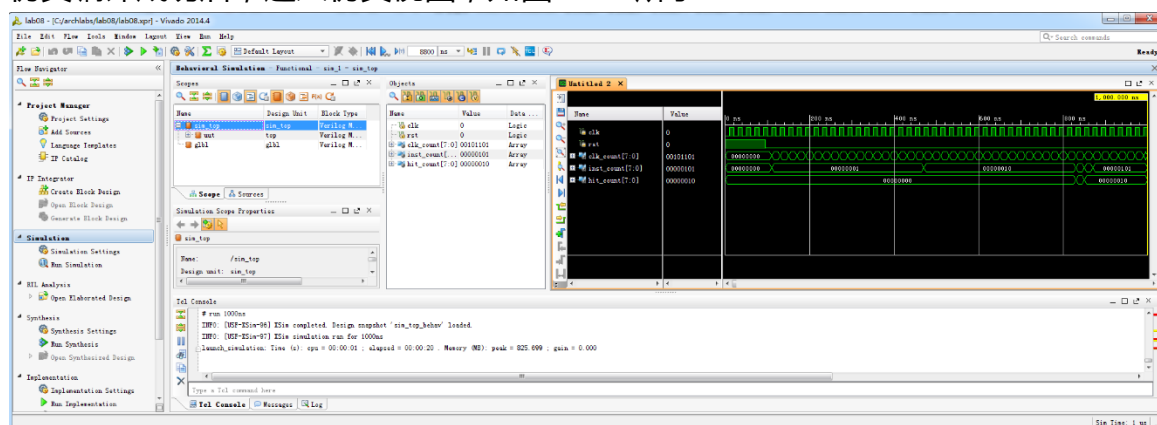 lab08 - [C:/archlabs/lab08/lab08.xpr] - Vivado 2014.4
File Edit Flow Tools Window Layout View Run Help
Search commands
Default Layout
8800 ns
Ready
Flow Navigator
Behavioral Simulation - Functional - sim_1 - sim_top
Project Manager
Project Settings
Add Sources
Language Templates
IP Catalog
IP Integrator
Create Block Design
Open Block Design
Generate Block Design
Simulation
Simulation Settings
Run Simulation
RTL Analysis
Open Elaborated Design
Synthesis
Synthesis Settings
Run Synthesis
Open Synthesized Design
Implementation
Implementation Settings
Run Implementation
Scopes
Name Design Unit Block Type
sim_top sim_top Verilog M...
uut top Verilog M...
glbl glbl Verilog M...
Scope Sources
Simulation Scope Properties
sim_top
Name: /sim_top
Design unit: sim_top
Objects
Name Value Data ...
clk 0 Logic
rst 0 Logic
clk_count[7:0] 00101101 Array
inst_count[... 00000101 Array
hit_count[7:0] 00000010 Array
Untitled 2
1,000.000 ns
Name Value 0 ns 200 ns 400 ns 600 ns 800 ns
clk 0
rst 0
clk_count[7:0] 00101101 00000000
inst_count[7:0] 00000101 00000000 00000001 00000010 00000101
hit_count[7:0] 00000010 00000000 00000010
Tcl Console
# run 1000ns
INFO: [USF-XSim-96] XSim completed. Design snapshot 'sim_top_behav' loaded.
INFO: [USF-XSim-97] XSim simulation run for 1000ns
launch_simulation: Time (s): cpu = 00:00:01 ; elapsed = 00:00:20 . Memory (MB): peak = 825.699 ; gain = 0.000
Type a Tcl command here
Tcl Console Messages Log
Sim Time: 1 us